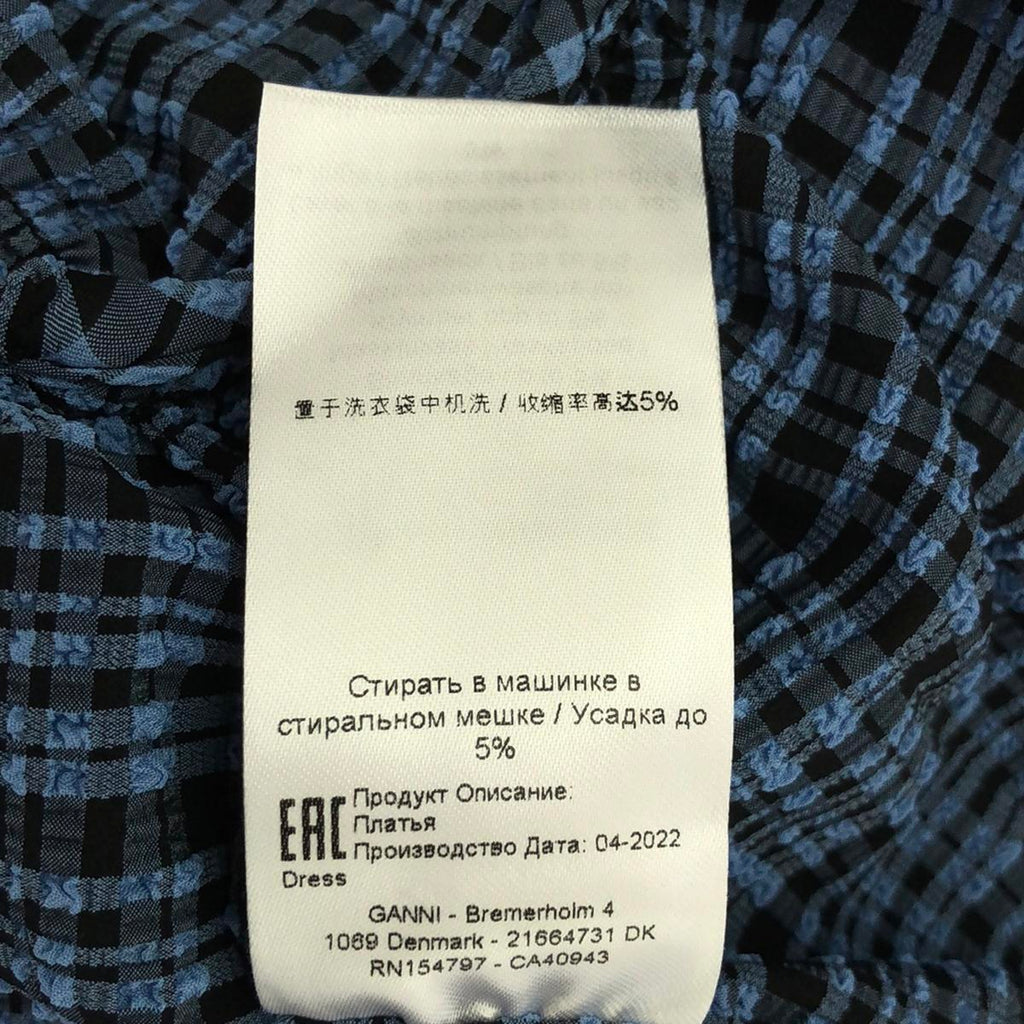 置于洗衣袋中机洗 / 收缩率高达5%
Стирать в машинке в
стиральном мешке / Усадка до
5%
EAC Продукт Описание:
Платья
Производство Дата: 04-2022
Dress
GANNI - Bremerholm 4
1069 Denmark - 21664731 DK
RN154797 - CA40943